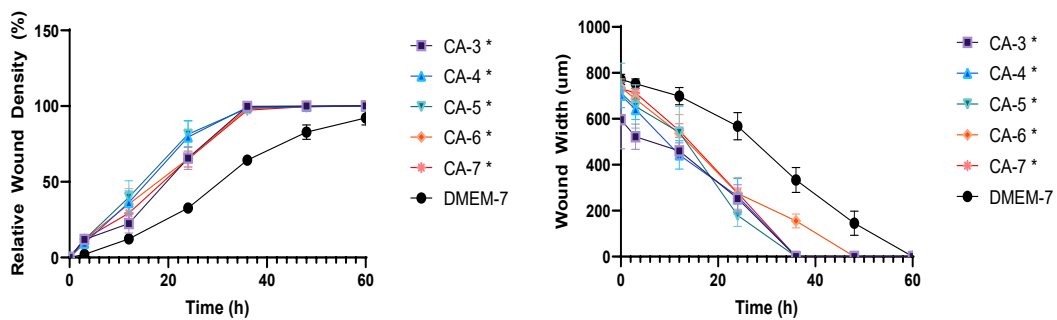 Relative Wound Density (%)
150
100
50
0
0
20
40
60
Time (h)
CA-3 *
CA-4 *
CA-5 *
CA-6 *
CA-7 *
DMEM-7
Wound Width (um)
1000
800
600
400
200
0
0
20
40
60
Time (h)
CA-3 *
CA-4 *
CA-5 *
CA-6 *
CA-7 *
DMEM-7